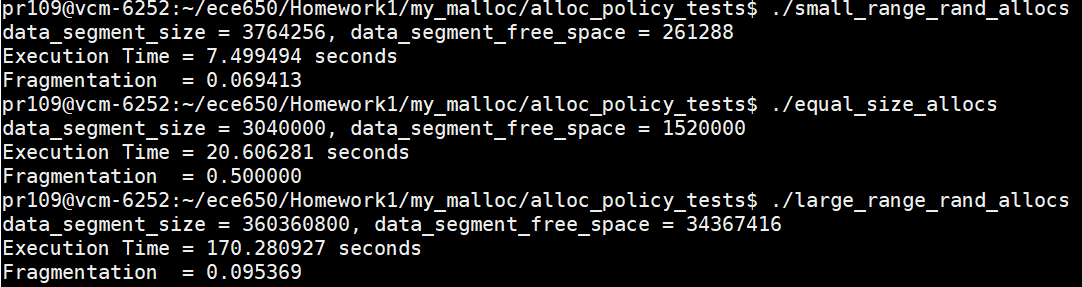 pr109@vcm-6252:~/ece650/Homework1/my_malloc/alloc_policy_tests$ ./small_range_rand_allocs
data_segment_size = 3764256, data_segment_free_space = 261288
Execution Time = 7.499494 seconds
Fragmentation  = 0.069413
pr109@vcm-6252:~/ece650/Homework1/my_malloc/alloc_policy_tests$ ./equal_size_allocs
data_segment_size = 3040000, data_segment_free_space = 1520000
Execution Time = 20.606281 seconds
Fragmentation  = 0.500000
pr109@vcm-6252:~/ece650/Homework1/my_malloc/alloc_policy_tests$ ./large_range_rand_allocs
data_segment_size = 360360800, data_segment_free_space = 34367416
Execution Time = 170.280927 seconds
Fragmentation  = 0.095369